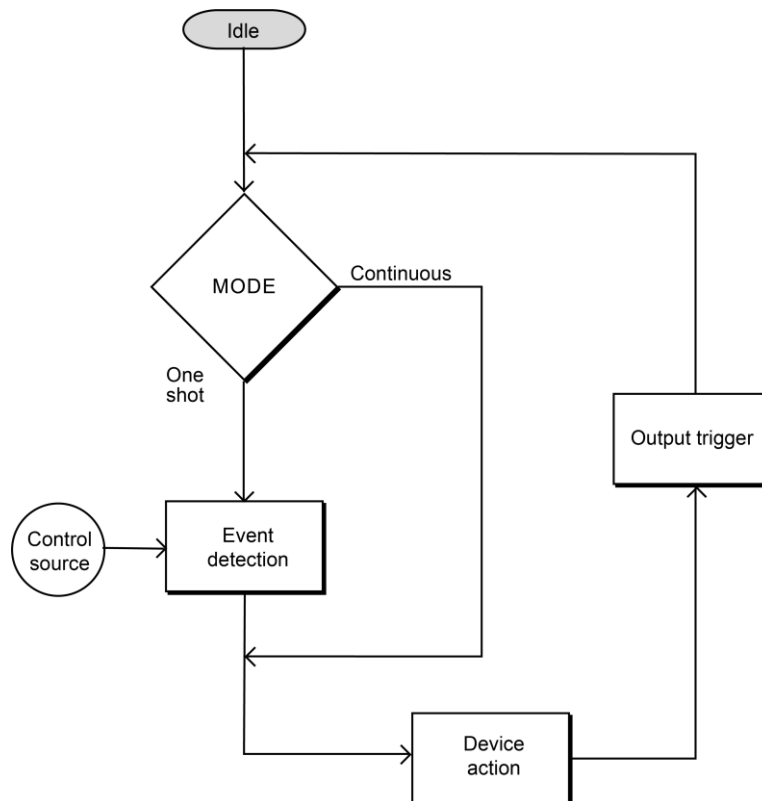 Idle
MODE
Continuous
One
shot
Output trigger
Control
source
Event
detection
Device
action